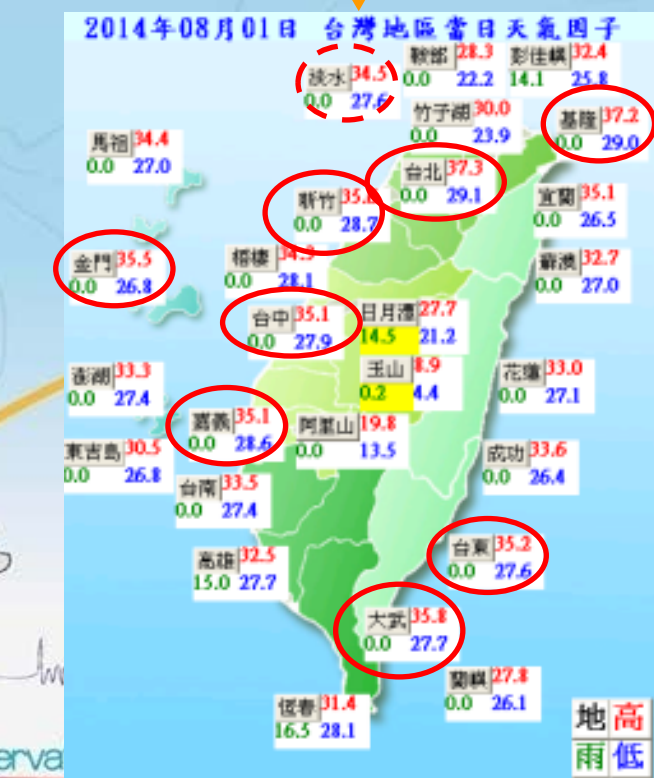 2014年08月01日 台灣地區當日天氣因子
鞍部 28.3
0.0 22.2
彭佳嶼 32.4
14.1 25.8
淡水 34.5
0.0 27.6
竹子湖 30.0
0.0 23.9
基隆 37.2
0.0 29.0
馬祖 34.4
0.0 27.0
台北 37.3
0.0 29.1
新竹
0.0 28.7
宜蘭 35.1
0.0 26.5
金門 35.5
0.0 26.8
梧棲
0.0 28.1
蘇澳 32.7
0.0 27.0
台中 35.1
0.0 27.9
日月潭 27.7
14.5 21.2
玉山 8.9
0.2 4.4
澎湖 33.3
0.0 27.4
花蓮 33.0
0.0 27.1
嘉義 35.1
0.0 28.6
阿里山 19.8
0.0 13.5
東吉島 30.5
0.0 26.8
成功 33.6
0.0 26.4
台南 33.5
0.0 27.4
高雄 32.5
15.0 27.7
台東 35.2
0.0 27.6
大武 35.8
0.0 27.7
蘭嶼 27.8
0.0 26.1
恆春 31.4
16.5 28.1
地 高
雨 低
erva